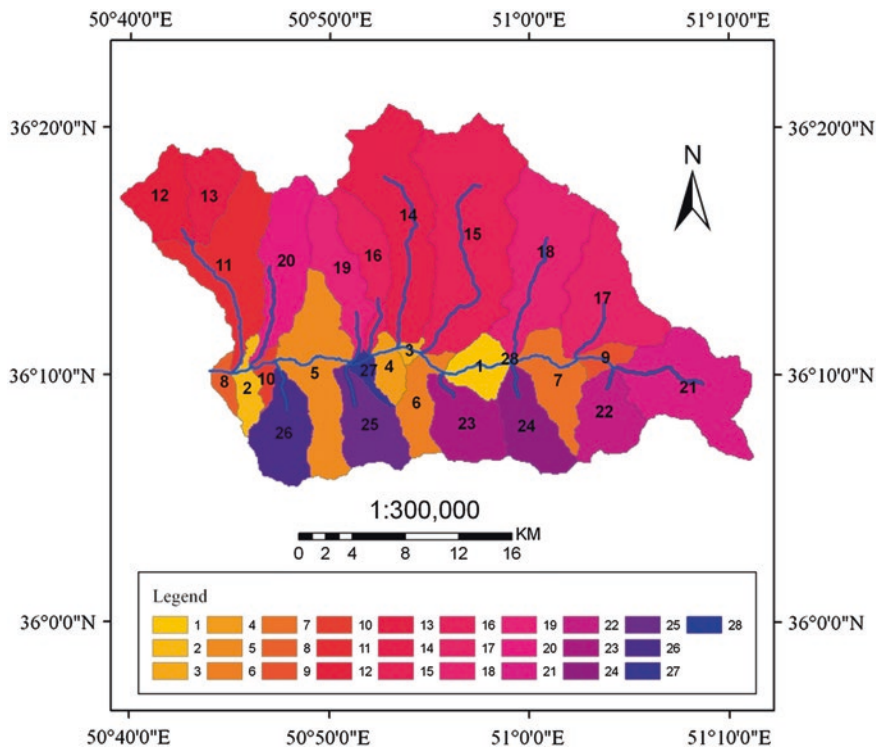 50°40'0"E 50°50'0"E 51°0'0"E 51°10'0"E
36°20'0"N 36°20'0"N
N
12 13
14
15
16
11 20 19 18
17
36°10'0"N 36°10'0"N
3 28 9
8 2 10 5 27 4 1 7
6 22 21
26 25 23 24
1:300,000
KM
0 2 4 8 12 16
Legend
1 4 7 10 13 16 19 22 25 28
2 5 8 11 14 17 20 23 26
3 6 9 12 15 18 21 24 27
36°0'0"N 36°0'0"N
50°40'0"E 50°50'0"E 51°0'0"E 51°10'0"E